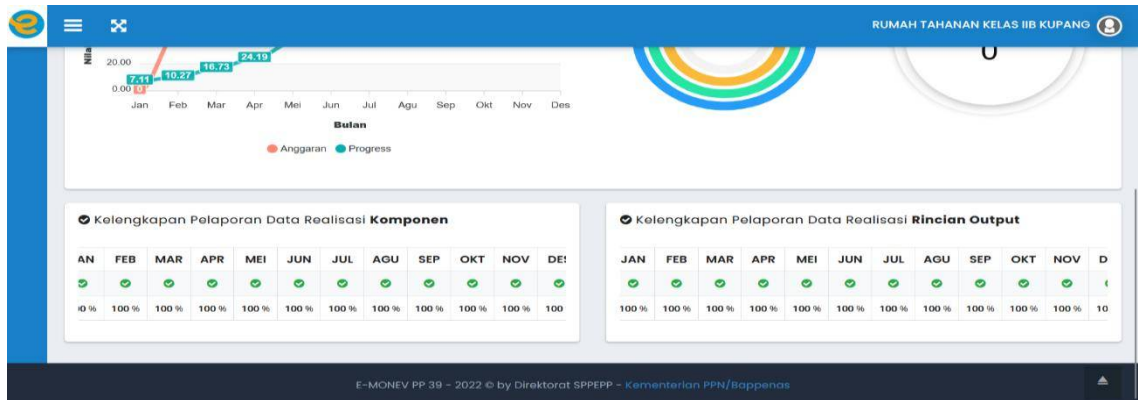 RUMAH TAHANAN KELAS IIB KUPANG
20.00
24.19
16.73
10.27
7.11
0.00
0
0
Jan Feb Mar Apr Mei Jun Jul Agu Sep Okt Nov Des
Bulan
Anggaran Progress
Kelengkapan Pelaporan Data Realisasi Komponen
AN FEB MAR APR MEI JUN JUL AGU SEP OKT NOV
100 % 100 % 100 % 100 % 100 % 100 % 100 % 100 % 100 % 100 % 100
Kelengkapan Pelaporan Data Realisasi Rincian Output
JAN FEB MAR APR MEI JUN JUL AGU SEP OKT NOV D
100 % 100 % 100 % 100 % 100 % 100 % 100 % 100 % 100 % 100 % 100 % 10
E-MONEV PP 39 - 2022 © by Direktorat SPPEPP - Kementerian PPN/Bappenas